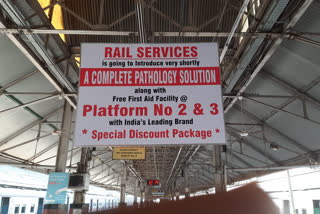 RAIL SERVICES
is going to Introduce very shortly
A COMPLETE PATHOLOGY SOLUTION
along with
Free First Aid Facility @
Platform No 2 & 3
with India's Leading Brand
* Special Discount Package *